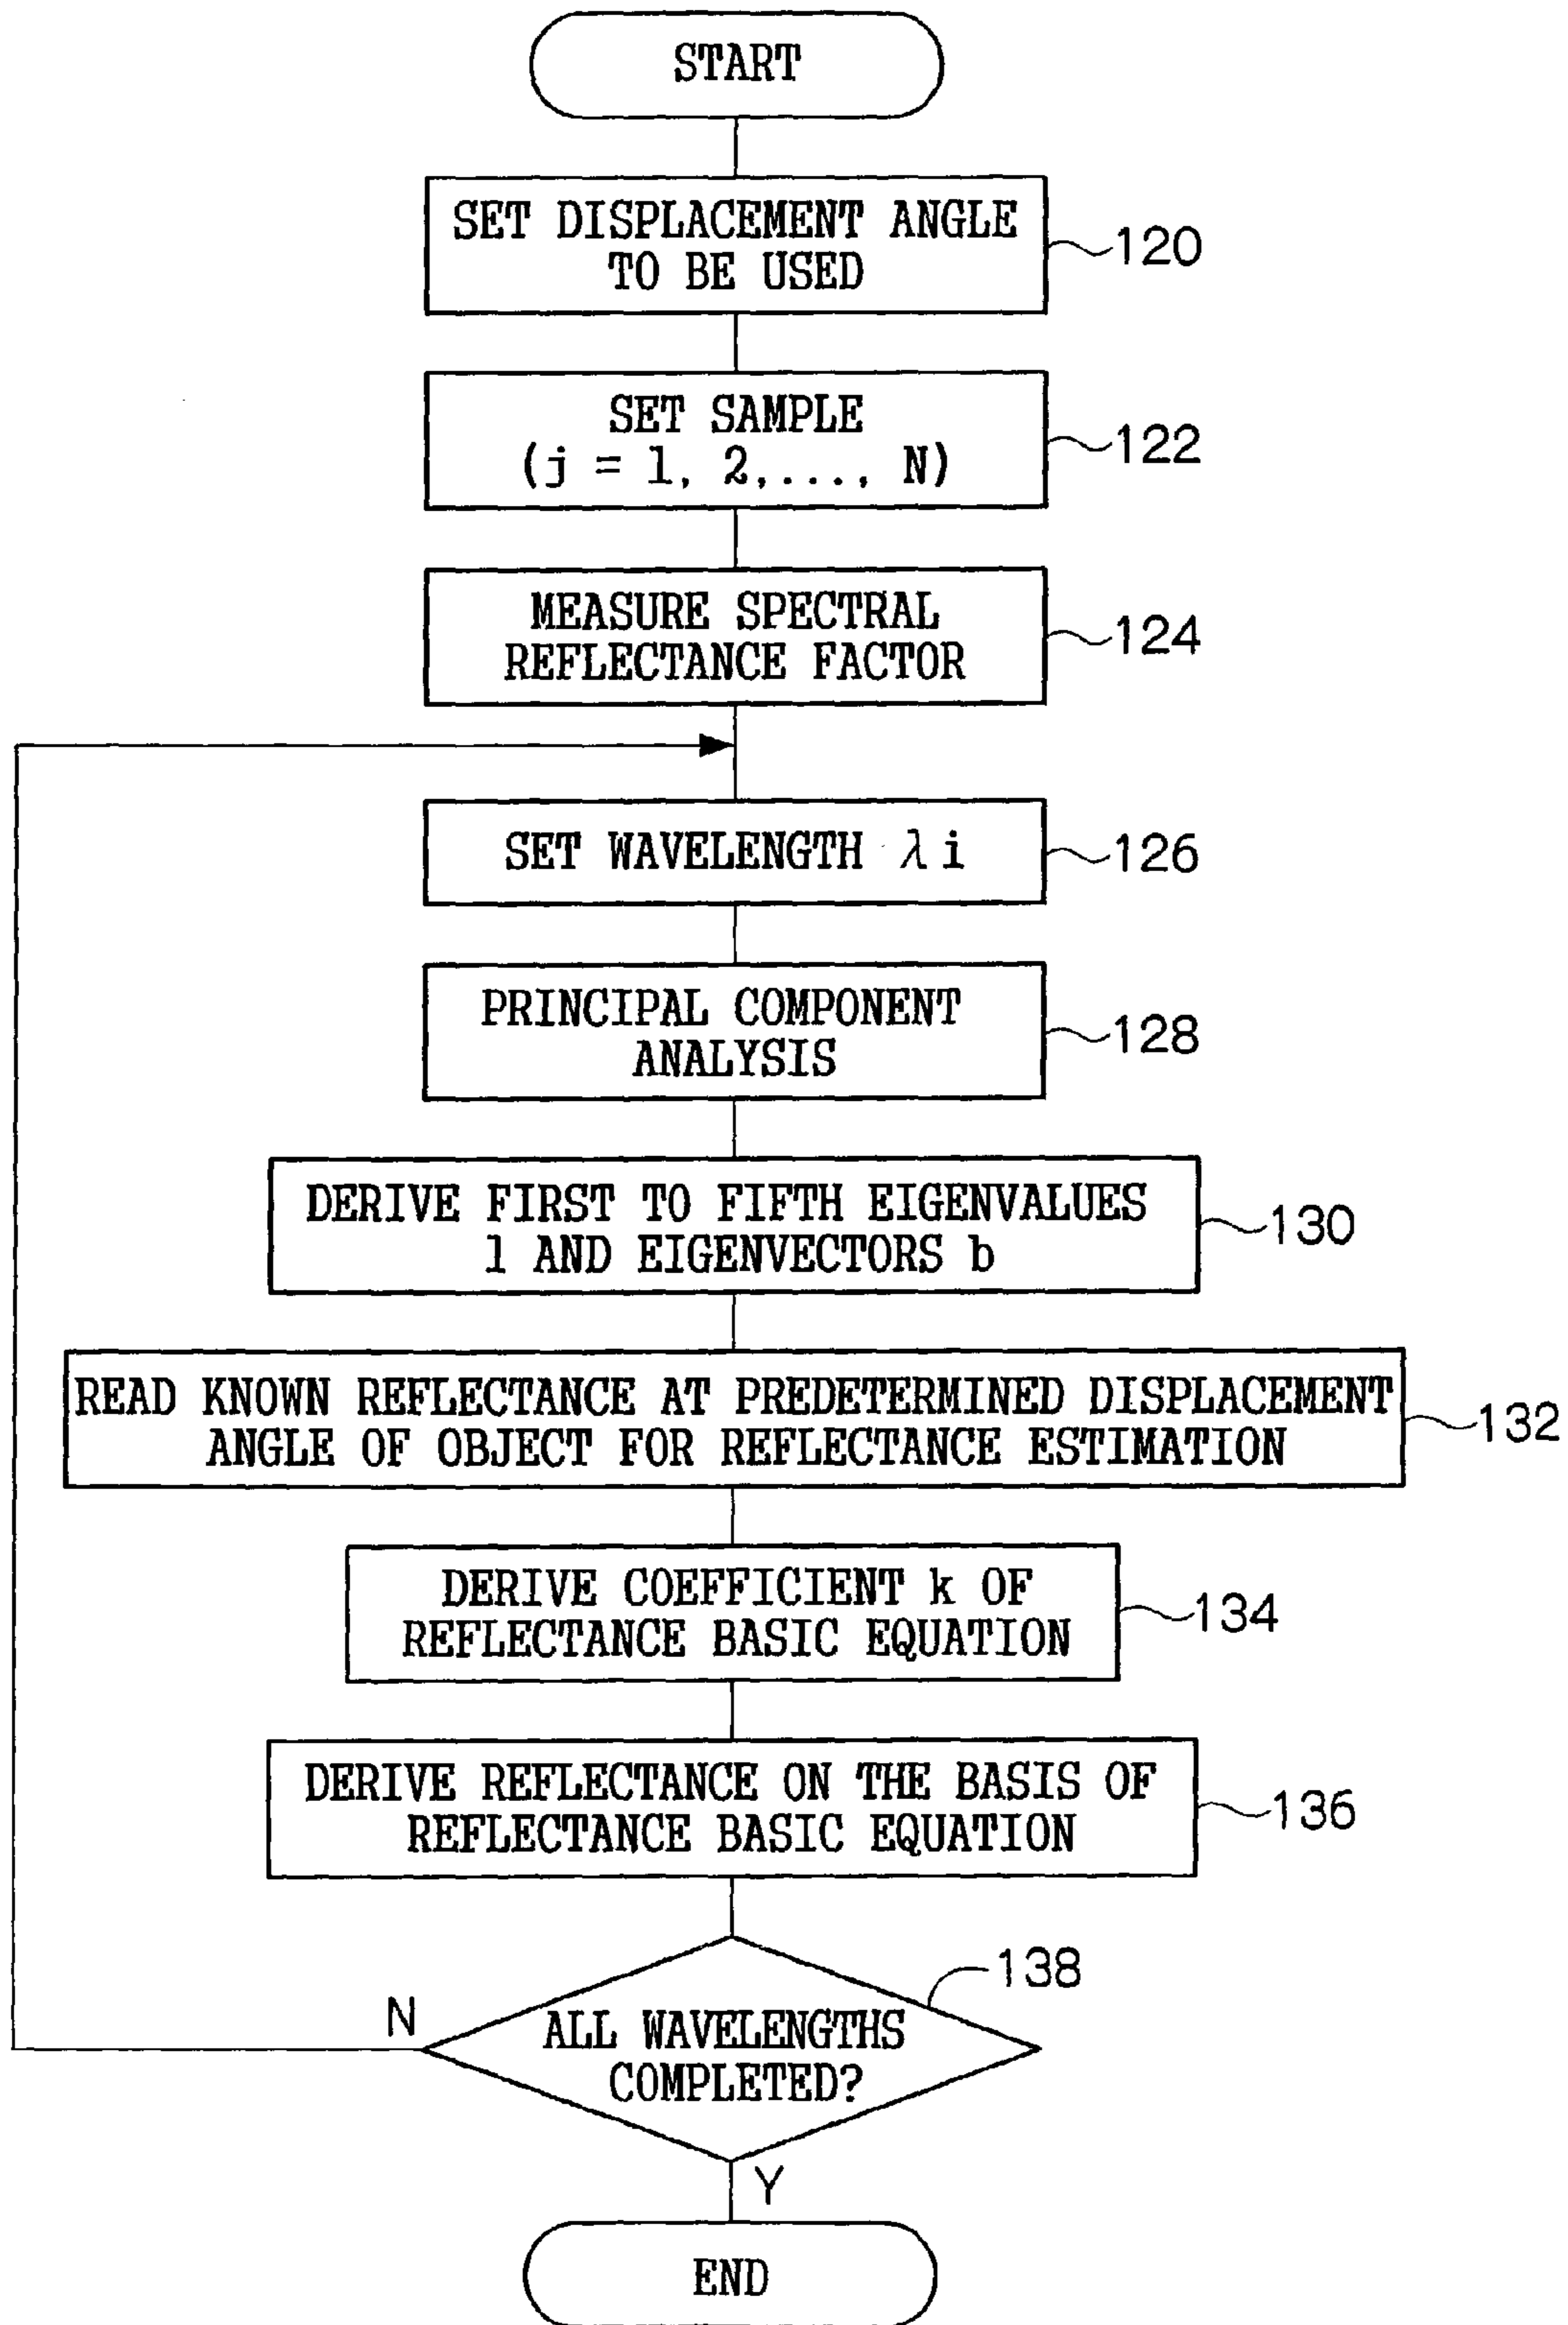 START
SET DISPLACEMENT ANGLE
TO BE USED
120
SET SAMPLE
(j = 1, 2,..., N)
122
MEASURE SPECTRAL
REFLECTANCE FACTOR
124
SET WAVELENGTH λi
126
PRINCIPAL COMPONENT
ANALYSIS
128
DERIVE FIRST TO FIFTH EIGENVALUES
l AND EIGENVECTORS b
130
READ KNOWN REFLECTANCE AT PREDETERMINED DISPLACEMENT
ANGLE OF OBJECT FOR REFLECTANCE ESTIMATION
132
DERIVE COEFFICIENT k OF
REFLECTANCE BASIC EQUATION
134
DERIVE REFLECTANCE ON THE BASIS OF
REFLECTANCE BASIC EQUATION
136
138
N
ALL WAVELENGTHS
COMPLETED?
Y
END